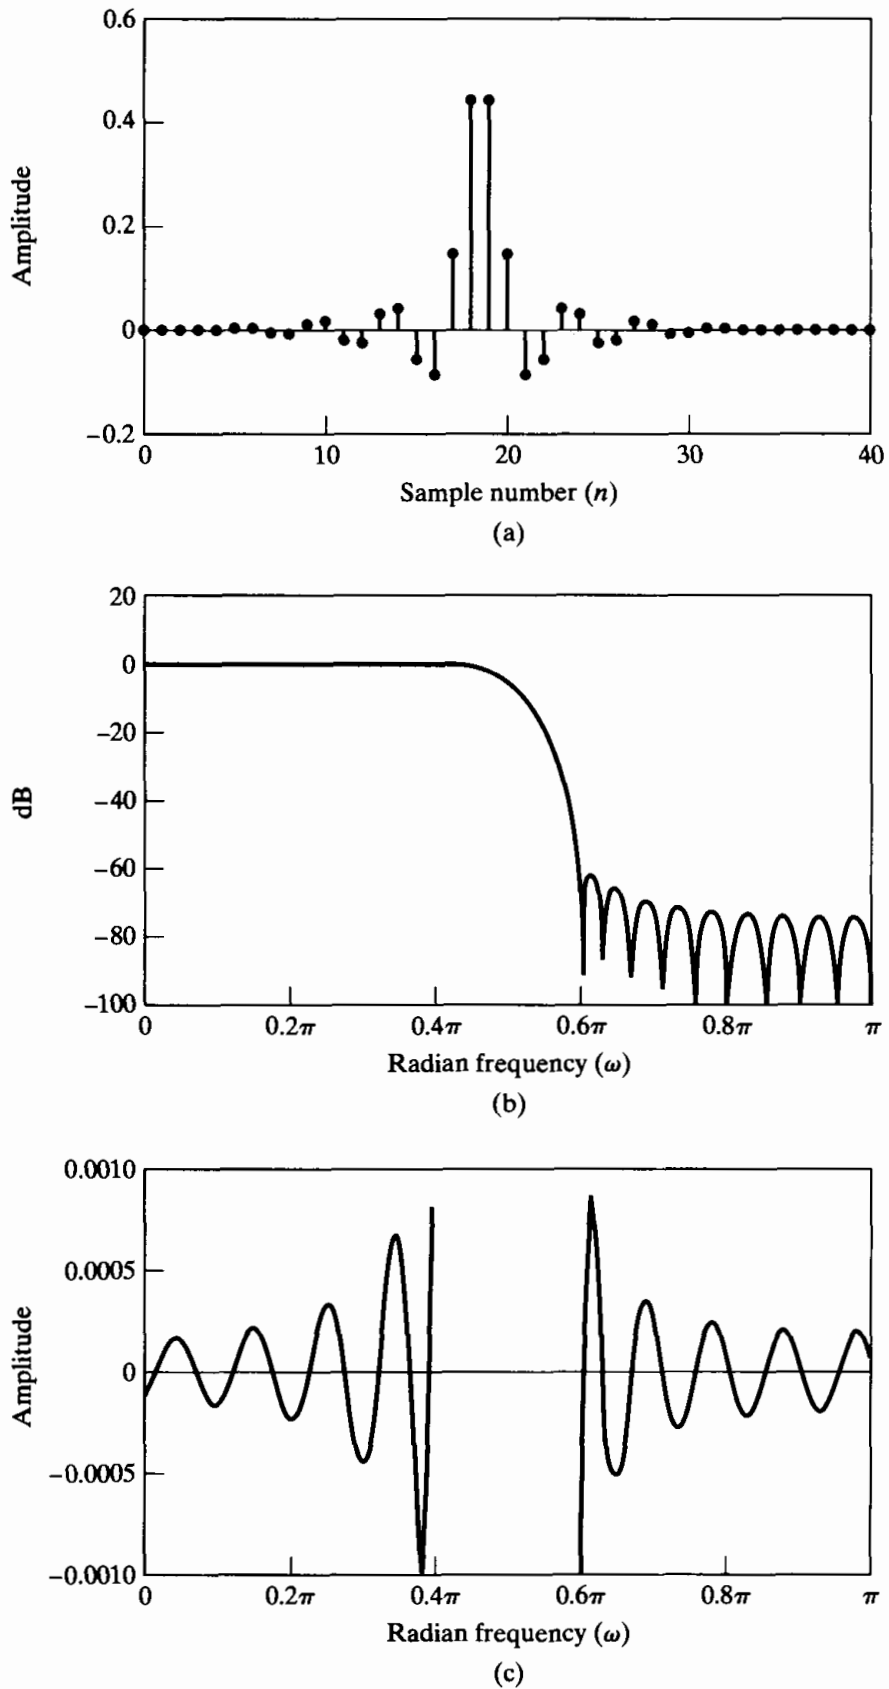 0.6
0.4
0.2
0
−0.2
Amplitude
0 10 20 30 40
Sample number (n)
(a)
20
0
−20
−40
−60
−80
−100
dB
0 0.2π 0.4π 0.6π 0.8π π
Radian frequency (ω)
(b)
0.0010
0.0005
0
−0.0005
−0.0010
Amplitude
0 0.2π 0.4π 0.6π 0.8π π
Radian frequency (ω)
(c)